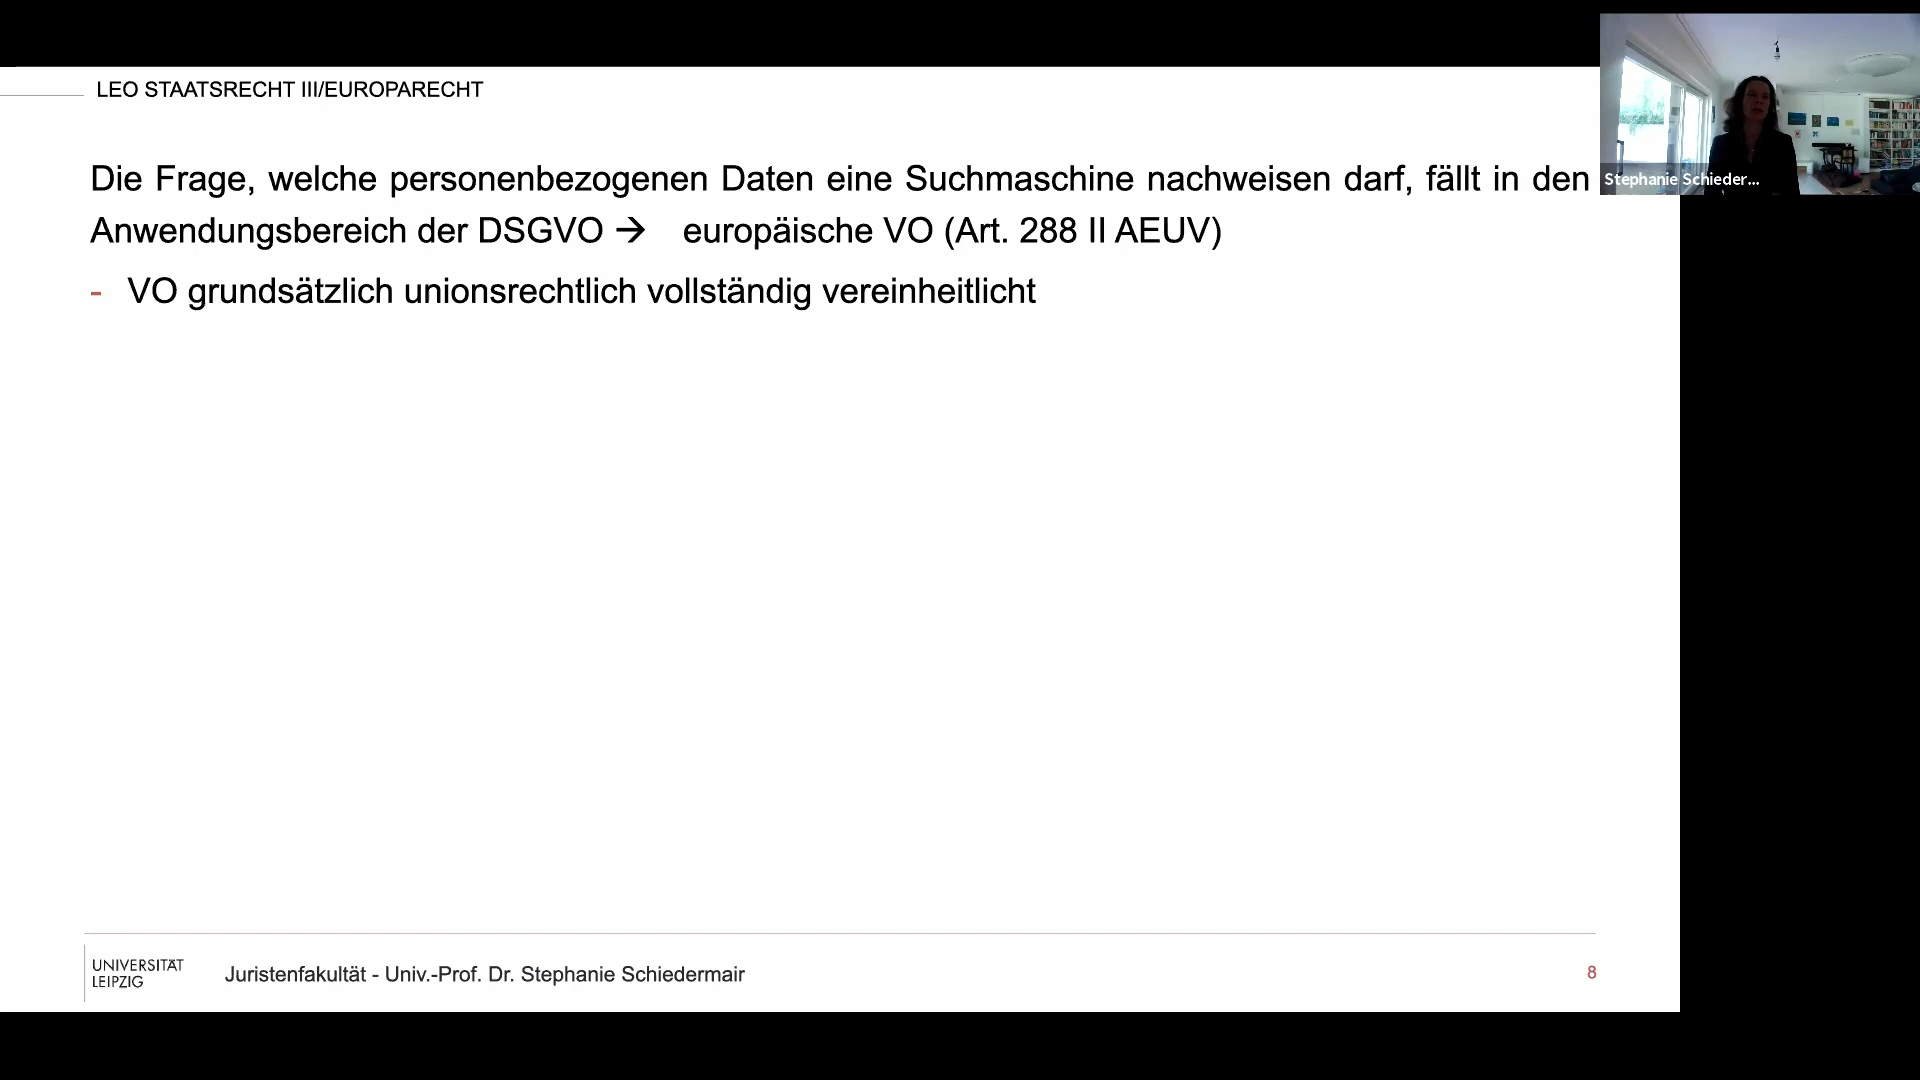 LEO STAATSRECHT III/EUROPARECHT
Stephanie Schieder...
Die Frage, welche personenbezogenen Daten eine Suchmaschine nachweisen darf, fällt in den
Anwendungsbereich der DSGVO → europäische VO (Art. 288 II AEUV)
- VO grundsätzlich unionsrechtlich vollständig vereinheitlicht
UNIVERSITÄT
LEIPZIG
Juristenfakultät - Univ.-Prof. Dr. Stephanie Schiedermair
8